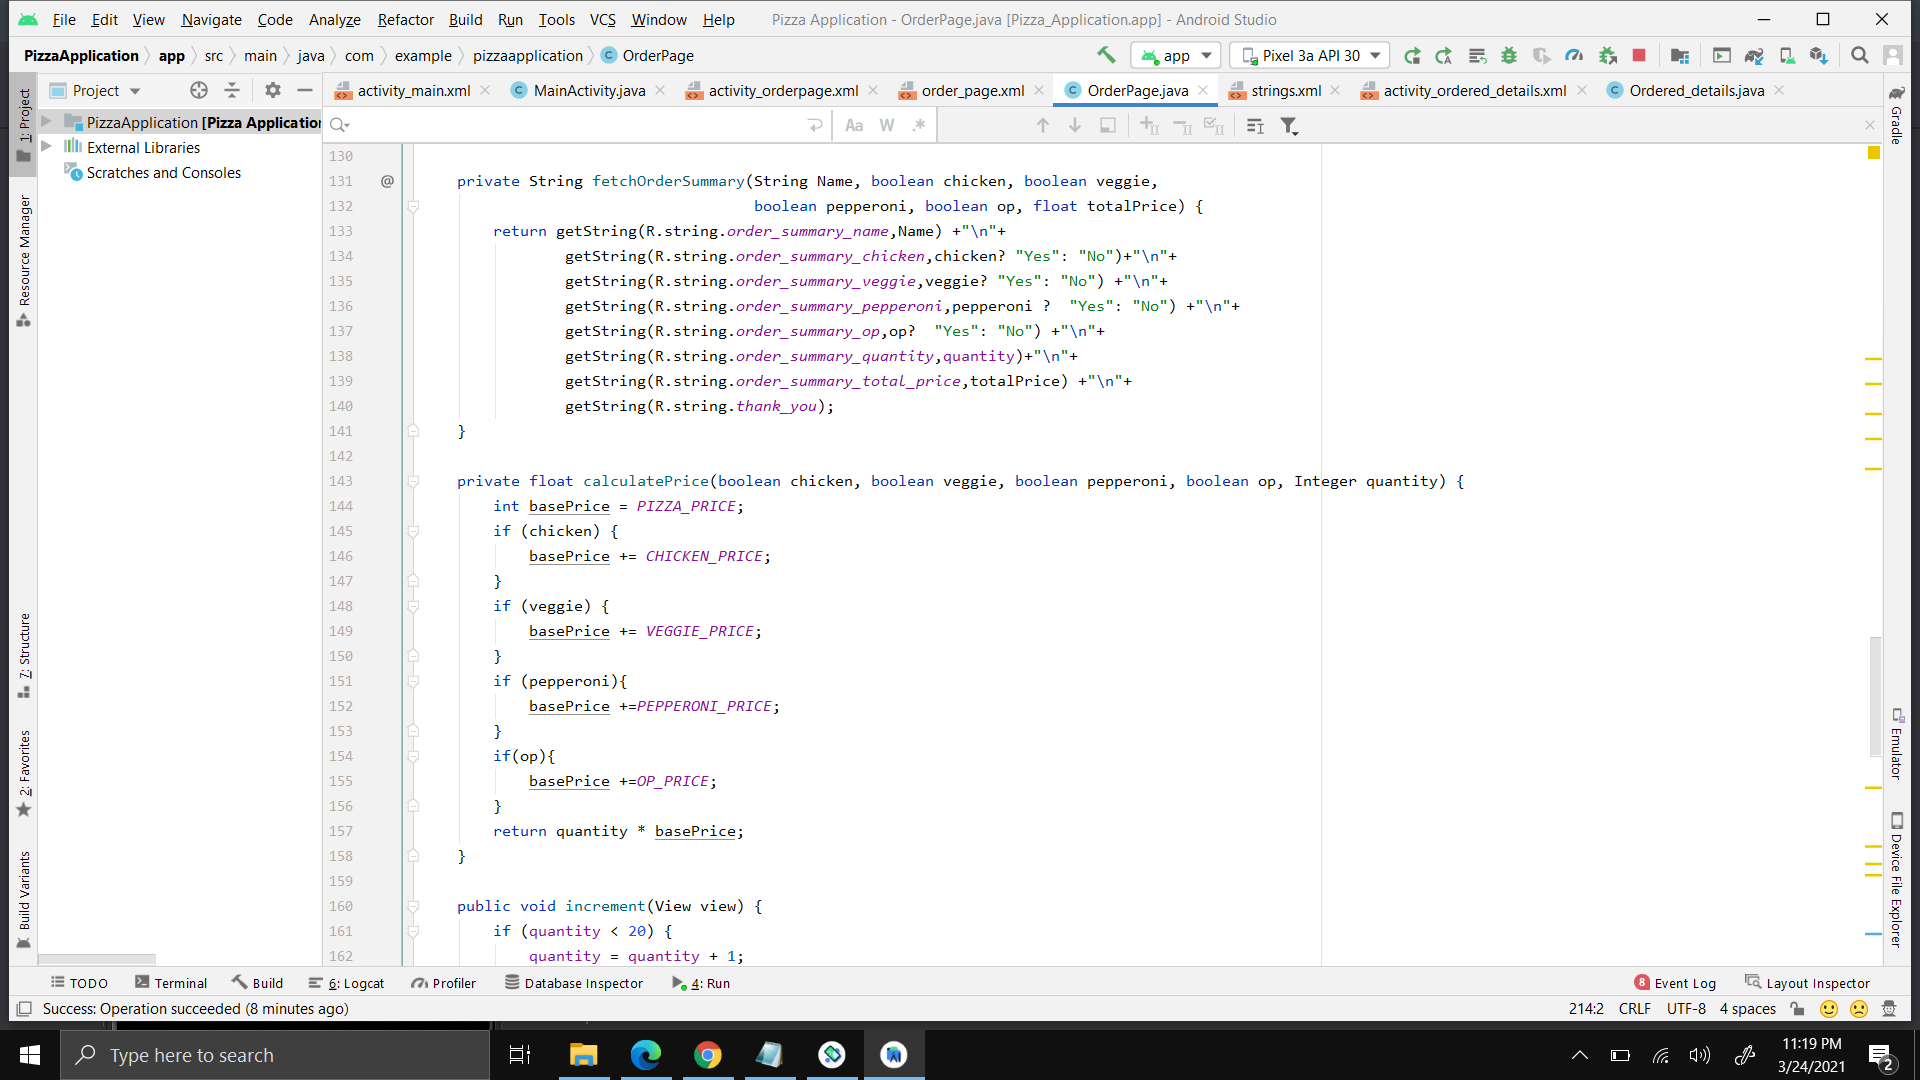 File Edit View Navigate Code Analyze Refactor Build Run Tools VCS Window Help Pizza Application - OrderPage.java [Pizza_Application.app] - Android Studio
PizzaApplication app src main java com example pizzaapplication C OrderPage app Pixel 3a API 30
Project activity_main.xml C MainActivity.java activity_orderpage.xml order_page.xml C OrderPage.java strings.xml activity_ordered_details.xml C Ordered_details.java
PizzaApplication [Pizza Application
External Libraries
Scratches and Consoles
Aa W .*
1: Project
Resource Manager
7: Structure
2: Favorites
Build Variants
130
131 @ private String fetchOrderSummary(String Name, boolean chicken, boolean veggie,
132 boolean pepperoni, boolean op, float totalPrice) {
133 return getString(R.string.order_summary_name,Name) +"\n"+
134 getString(R.string.order_summary_chicken,chicken? "Yes": "No")+"\n"+
135 getString(R.string.order_summary_veggie,veggie? "Yes": "No") +"\n"+
136 getString(R.string.order_summary_pepperoni,pepperoni ?  "Yes": "No") +"\n"+
137 getString(R.string.order_summary_op,op?  "Yes": "No") +"\n"+
138 getString(R.string.order_summary_quantity,quantity)+"\n"+
139 getString(R.string.order_summary_total_price,totalPrice) +"\n"+
140 getString(R.string.thank_you);
141 }
142
143 private float calculatePrice(boolean chicken, boolean veggie, boolean pepperoni, boolean op, Integer quantity) {
144 int basePrice = PIZZA_PRICE;
145 if (chicken) {
146 basePrice += CHICKEN_PRICE;
147 }
148 if (veggie) {
149 basePrice += VEGGIE_PRICE;
150 }
151 if (pepperoni){
152 basePrice +=PEPPERONI_PRICE;
153 }
154 if(op){
155 basePrice +=OP_PRICE;
156 }
157 return quantity * basePrice;
158 }
159
160 public void increment(View view) {
161 if (quantity < 20) {
162 quantity = quantity + 1;
Gradle
Emulator
Device File Explorer
TODO Terminal Build 6: Logcat Profiler Database Inspector 4: Run 8 Event Log Layout Inspector
Success: Operation succeeded (8 minutes ago) 214:2 CRLF UTF-8 4 spaces
Type here to search
11:19 PM
3/24/2021
2